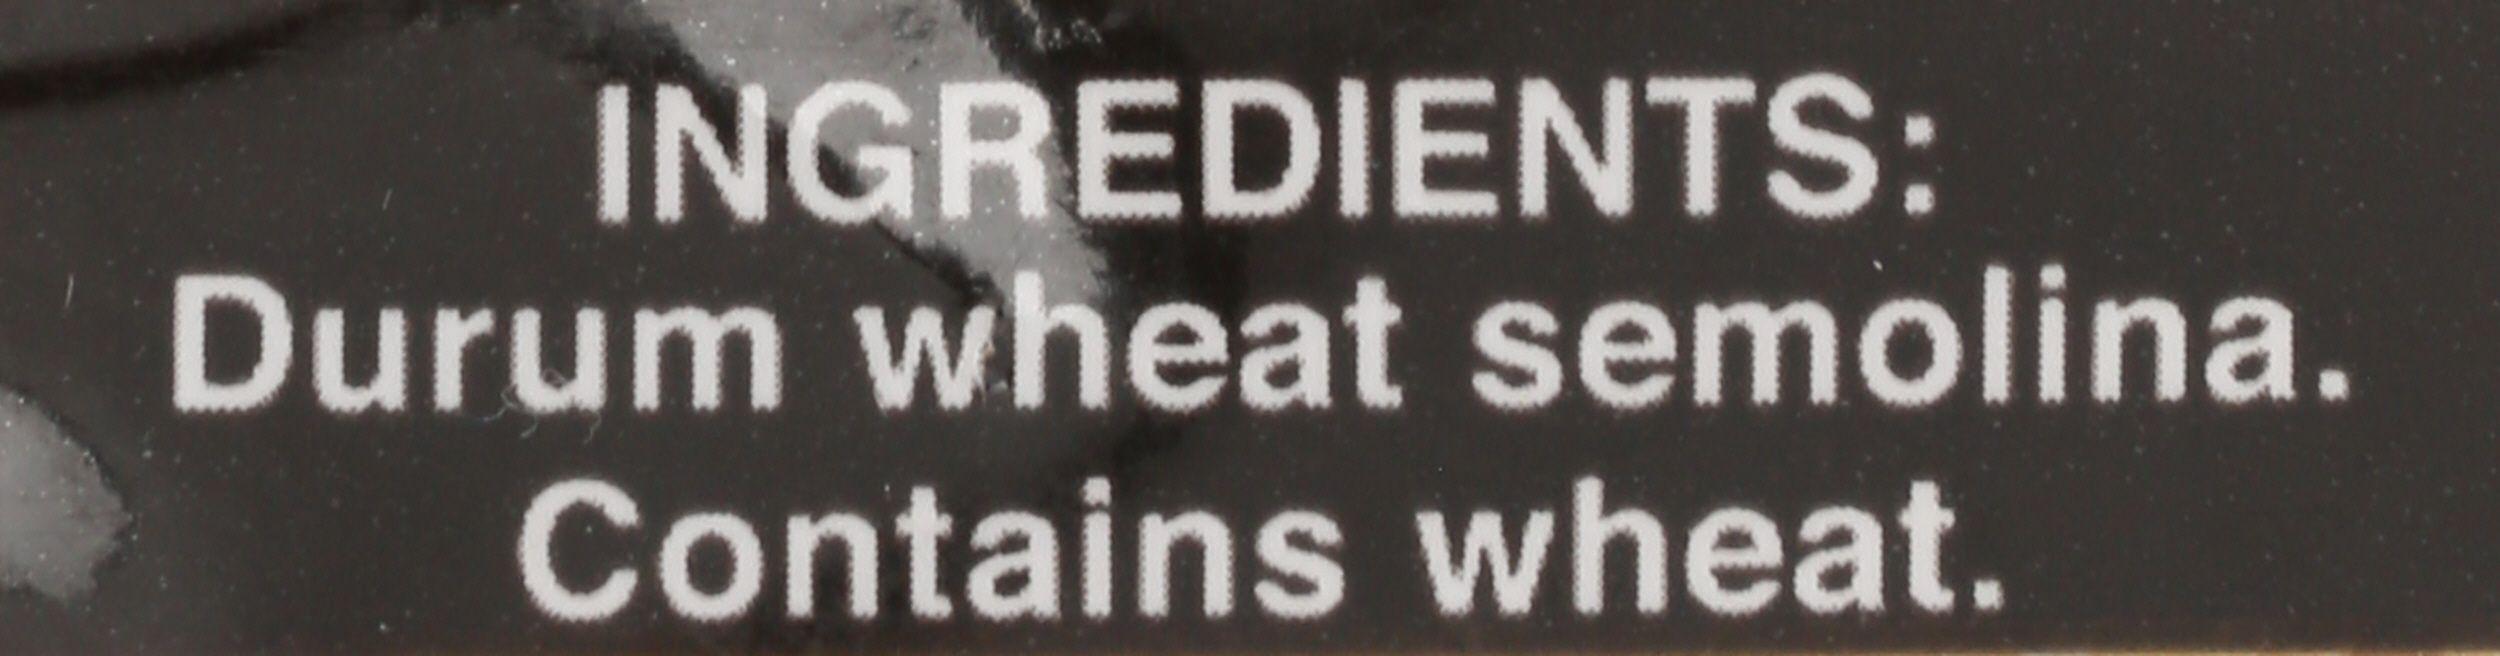 INGREDIENTS:
Durum wheat semolina.
Contains wheat.